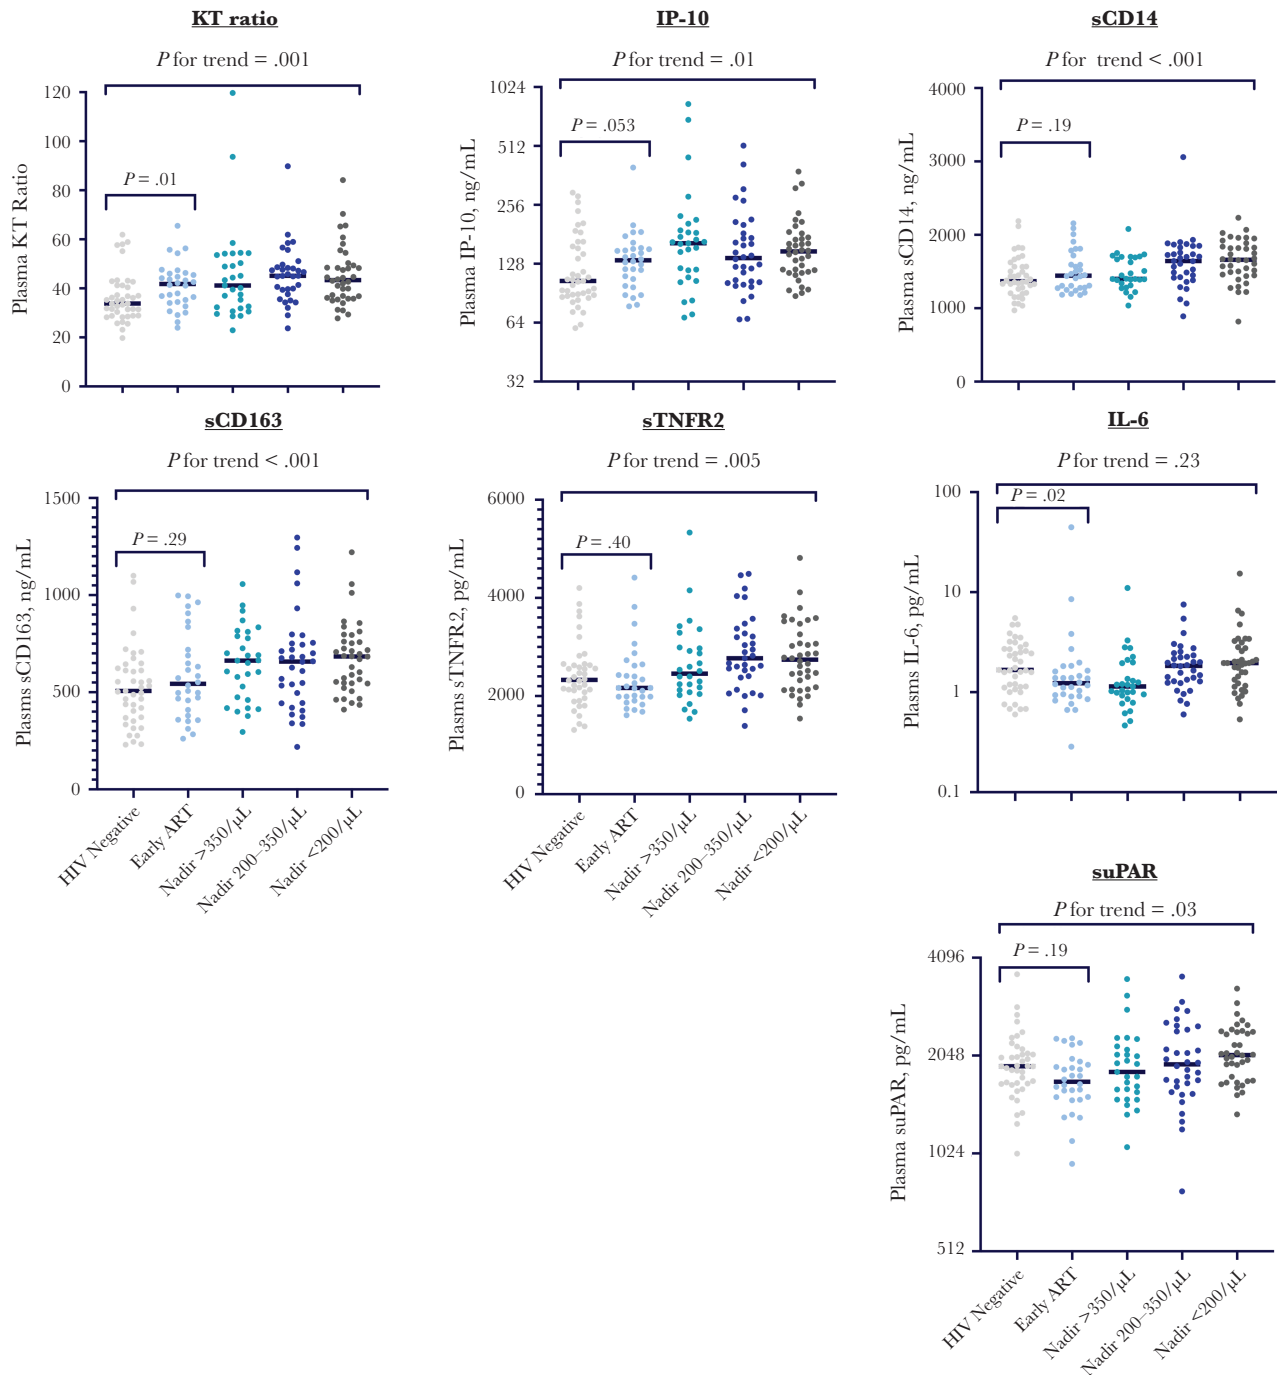 KT ratio
P for trend = .001
P = .01
Plasma KT Ratio
120
100
80
60
40
20
0
IP-10
P for trend = .01
P = .053
Plasma IP-10, ng/mL
1024
512
256
128
64
32
sCD14
P for trend < .001
P = .19
Plasma sCD14, ng/mL
4000
3000
2000
1000
0
sCD163
P for trend < .001
P = .29
Plasms sCD163, ng/mL
1500
1000
500
0
HIV Negative
Early ART
Nadir >350/µL
Nadir 200–350/µL
Nadir <200/µL
sTNFR2
P for trend = .005
P = .40
Plasms sTNFR2, pg/mL
6000
4000
2000
0
HIV Negative
Early ART
Nadir >350/µL
Nadir 200–350/µL
Nadir <200/µL
IL-6
P for trend = .23
P = .02
Plasms IL-6, pg/mL
100
10
1
0.1
suPAR
P for trend = .03
P = .19
Plasma suPAR, pg/mL
4096
2048
1024
512
HIV Negative
Early ART
Nadir >350/µL
Nadir 200–350/µL
Nadir <200/µL